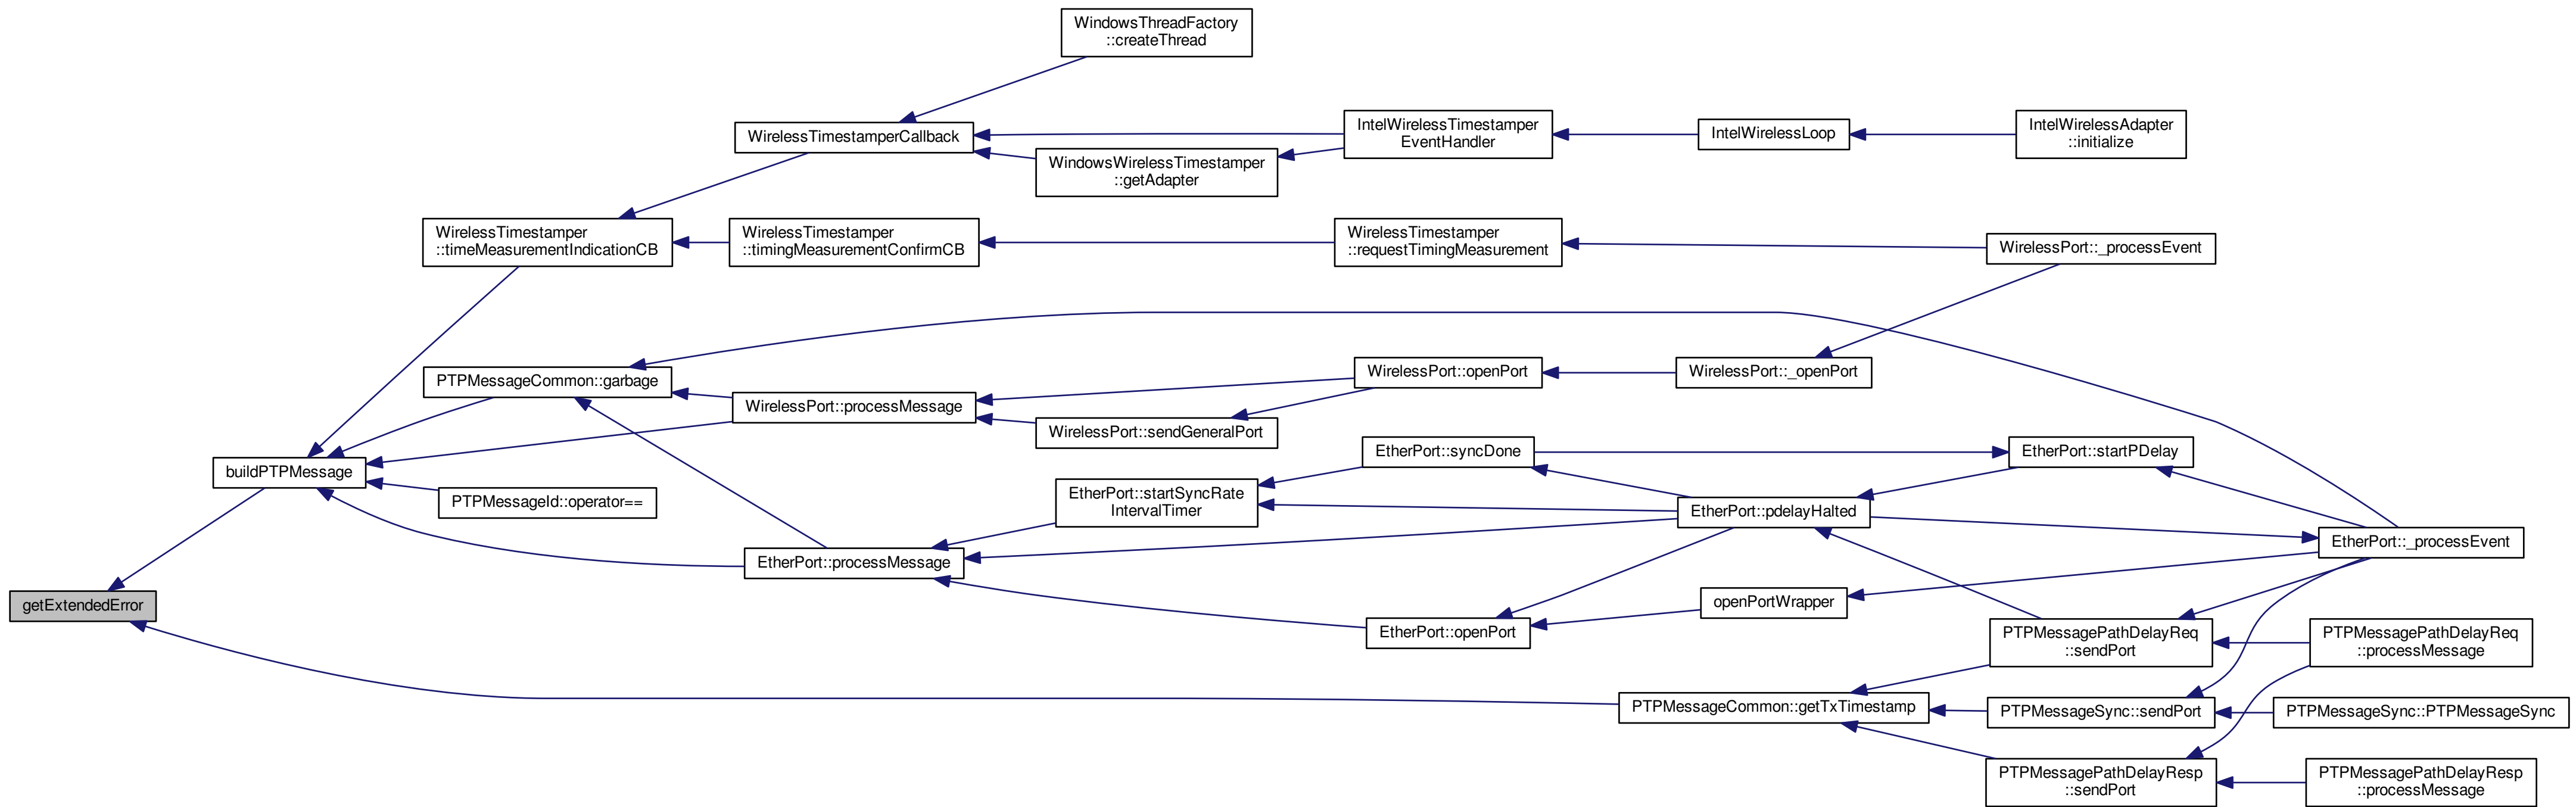 WindowsThreadFactory
::createThread
WirelessTimestamperCallback
IntelWirelessTimestamper
EventHandler
IntelWirelessLoop
IntelWirelessAdapter
::initialize
WindowsWirelessTimestamper
::getAdapter
WirelessTimestamper
::timeMeasurementIndicationCB
WirelessTimestamper
::timingMeasurementConfirmCB
WirelessTimestamper
::requestTimingMeasurement
WirelessPort::_processEvent
PTPMessageCommon::garbage
WirelessPort::processMessage
WirelessPort::openPort
WirelessPort::_openPort
WirelessPort::sendGeneralPort
buildPTPMessage
PTPMessageId::operator==
EtherPort::syncDone
EtherPort::startPDelay
EtherPort::startSyncRate
IntervalTimer
EtherPort::pdelayHalted
EtherPort::_processEvent
EtherPort::processMessage
getExtendedError
EtherPort::openPort
openPortWrapper
PTPMessagePathDelayReq
::sendPort
PTPMessagePathDelayReq
::processMessage
PTPMessageCommon::getTxTimestamp
PTPMessageSync::sendPort
PTPMessageSync::PTPMessageSync
PTPMessagePathDelayResp
::sendPort
PTPMessagePathDelayResp
::processMessage